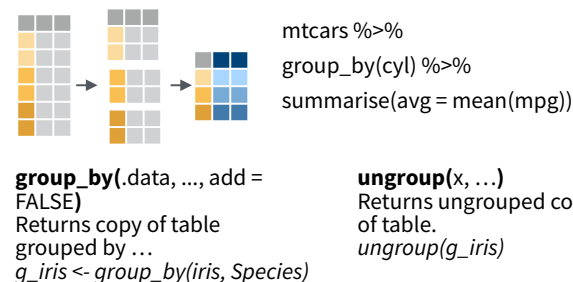 mtcars %>%
group_by(cyl) %>%
summarise(avg = mean(mpg))
group_by(.data, ..., add =
FALSE)
Returns copy of table
grouped by …
g_iris <- group_by(iris, Species)
ungroup(x, …)
Returns ungrouped co
of table.
ungroup(g_iris)